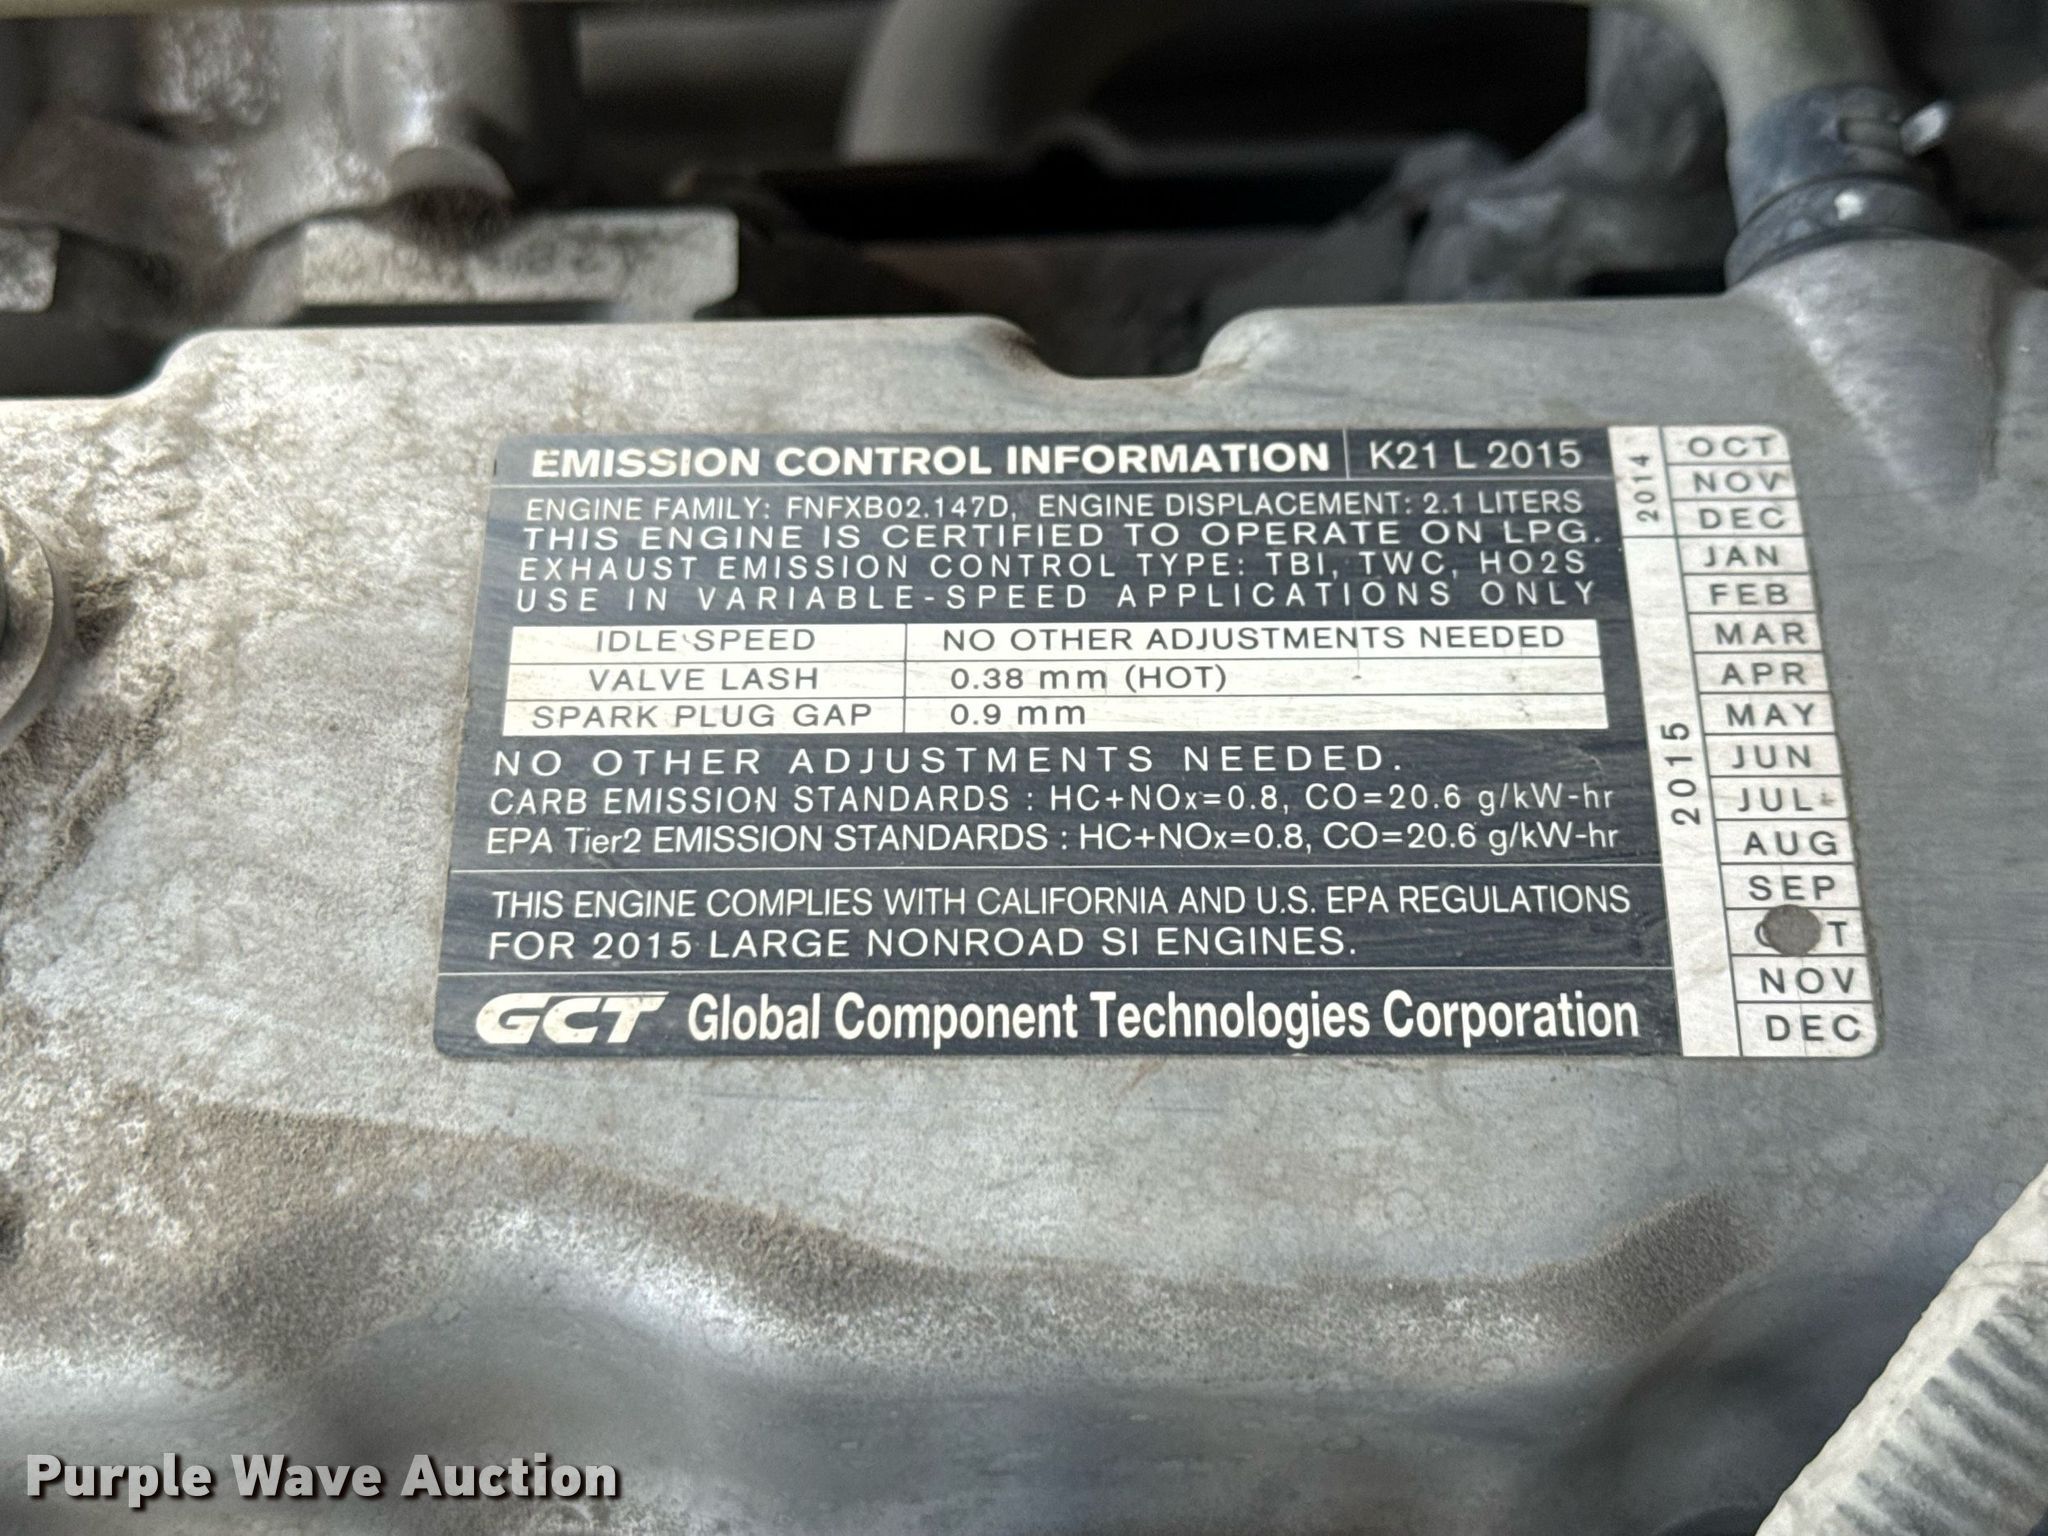 EMISSION CONTROL INFORMATION K21 L 2015
ENGINE FAMILY: FNFXB02.147D, ENGINE DISPLACEMENT: 2.1 LITERS
THIS ENGINE IS CERTIFIED TO OPERATE ON LPG.
EXHAUST EMISSION CONTROL TYPE: TBI, TWC, HO2S
USE IN VARIABLE-SPEED APPLICATIONS ONLY
IDLE SPEED NO OTHER ADJUSTMENTS NEEDED
VALVE LASH 0.38 mm (HOT)
SPARK PLUG GAP 0.9 mm
NO OTHER ADJUSTMENTS NEEDED.
CARB EMISSION STANDARDS : HC+NOx=0.8, CO=20.6 g/kW-hr
EPA Tier2 EMISSION STANDARDS : HC+NOx=0.8, CO=20.6 g/kW-hr
THIS ENGINE COMPLIES WITH CALIFORNIA AND U.S. EPA REGULATIONS
FOR 2015 LARGE NONROAD SI ENGINES.
GCT Global Component Technologies Corporation
2014
OCT
NOV
DEC
2015
JAN
FEB
MAR
APR
MAY
JUN
JUL
AUG
SEP
OCT
NOV
DEC
Purple Wave Auction